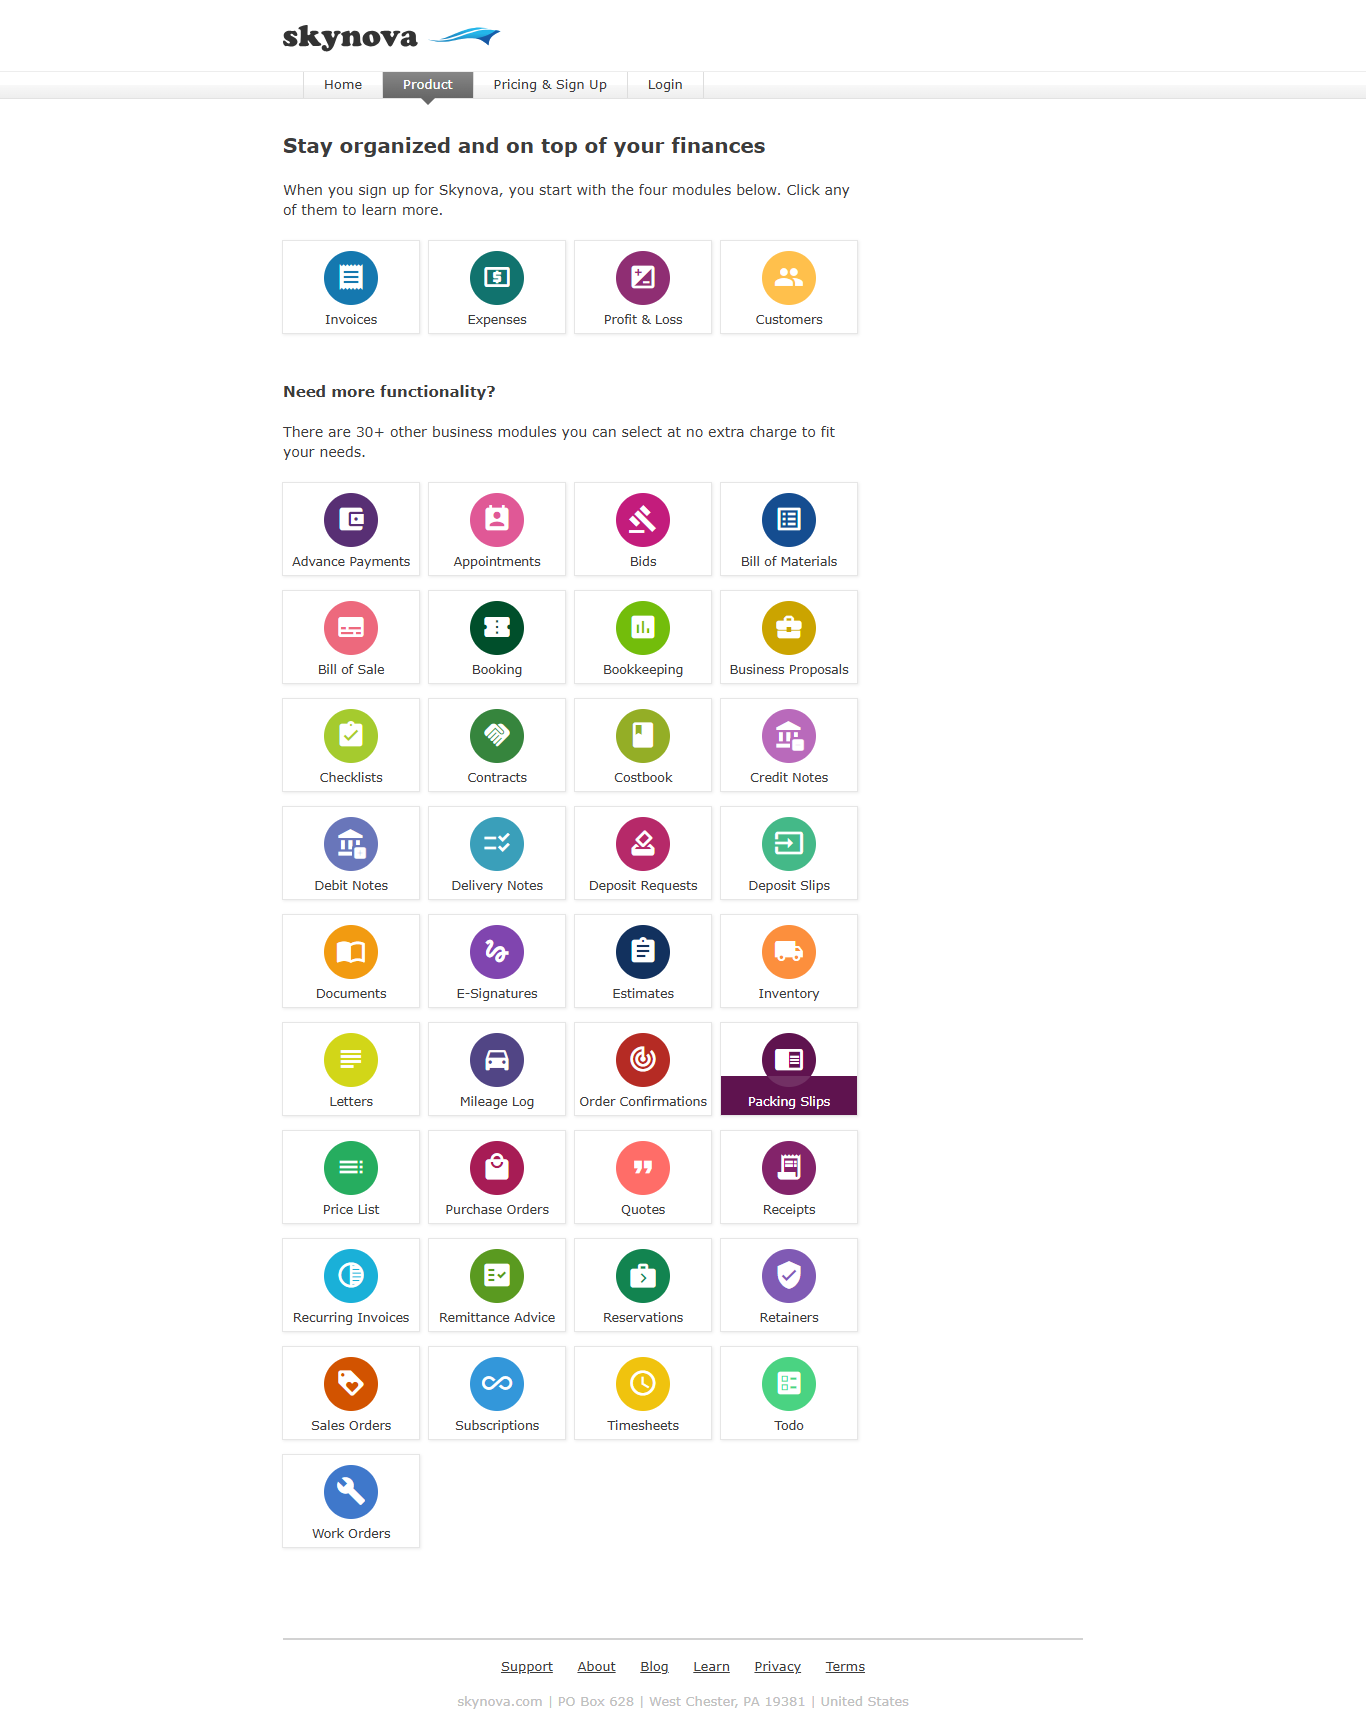 skynova
Home Product Pricing & Sign Up Login
Stay organized and on top of your finances
When you sign up for Skynova, you start with the four modules below. Click any
of them to learn more.
Invoices Expenses Profit & Loss Customers
Need more functionality?
There are 30+ other business modules you can select at no extra charge to fit
your needs.
Advance Payments Appointments Bids Bill of Materials
Bill of Sale Booking Bookkeeping Business Proposals
Checklists Contracts Costbook Credit Notes
Debit Notes Delivery Notes Deposit Requests Deposit Slips
Documents E-Signatures Estimates Inventory
Letters Mileage Log Order Confirmations Packing Slips
Price List Purchase Orders Quotes Receipts
Recurring Invoices Remittance Advice Reservations Retainers
Sales Orders Subscriptions Timesheets Todo
Work Orders
Support About Blog Learn Privacy Terms
skynova.com | PO Box 628 | West Chester, PA 19381 | United States